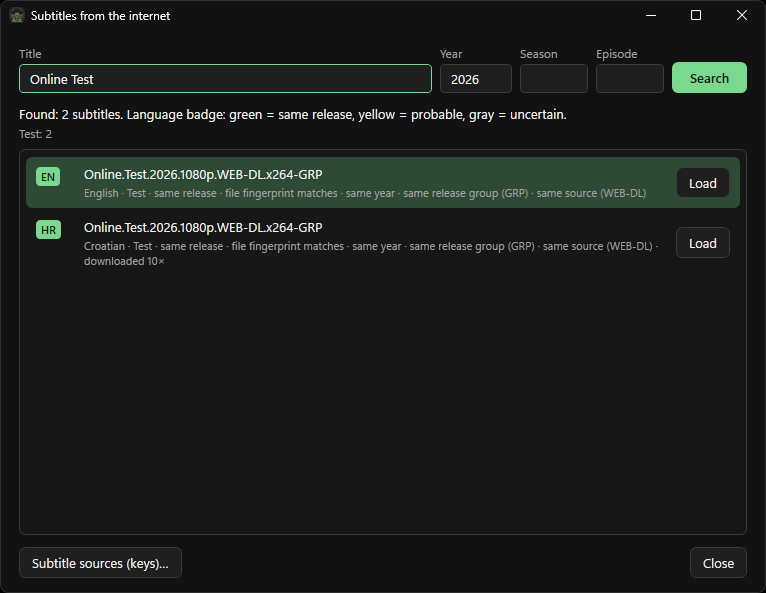 Subtitles from the internet
Title
Year
Season
Episode
Online Test
2026
Search
Found: 2 subtitles. Language badge: green = same release, yellow = probable, gray = uncertain.
Test: 2
EN
Online.Test.2026.1080p.WEB-DL.x264-GRP
English · Test · same release · file fingerprint matches · same year · same release group (GRP) · same source (WEB-DL)
Load
HR
Online.Test.2026.1080p.WEB-DL.x264-GRP
Croatian · Test · same release · file fingerprint matches · same year · same release group (GRP) · same source (WEB-DL) ·
downloaded 10×
Load
Subtitle sources (keys)...
Close